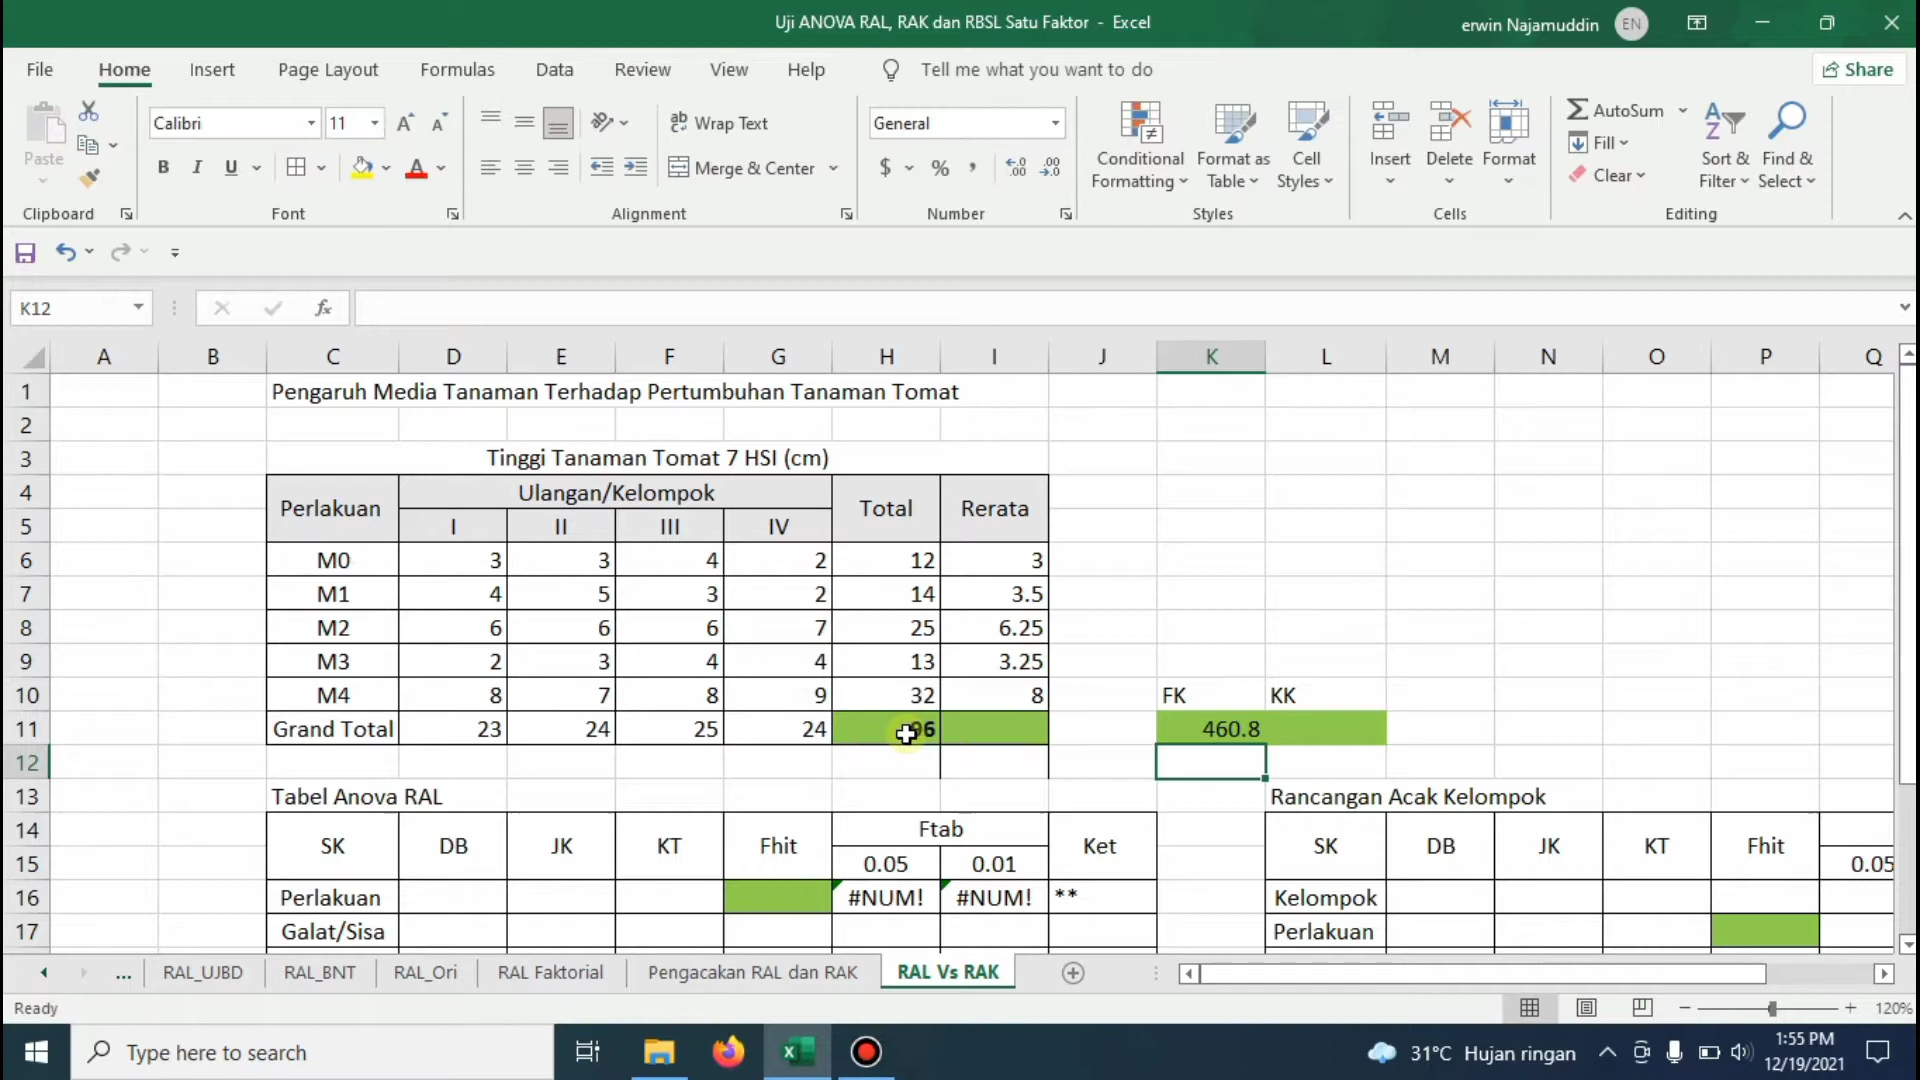 Uji ANOVA RAL, RAK dan RBSL Satu Faktor - Excel
erwin Najamuddin EN
File Home Insert Page Layout Formulas Data Review View Help Tell me what you want to do Share
Paste
Calibri 11
Wrap Text
General
Conditional Formatting
Format as Table
Cell Styles
Insert Delete Format
AutoSum
Fill
Clear
Sort & Filter
Find & Select
B I U
Merge & Center
$ % ,
Clipboard Font Alignment Number Styles Cells Editing
K12 fx
A B C D E F G H I J K L M N O P Q
1 Pengaruh Media Tanaman Terhadap Pertumbuhan Tanaman Tomat
2
3 Tinggi Tanaman Tomat 7 HSI (cm)
4 Perlakuan Ulangan/Kelompok Total Rerata
5 I II III IV
6 M0 3 3 4 2 12 3
7 M1 4 5 3 2 14 3.5
8 M2 6 6 6 7 25 6.25
9 M3 2 3 4 4 13 3.25
10 M4 8 7 8 9 32 8 FK KK
11 Grand Total 23 24 25 24 96 460.8
12
13 Tabel Anova RAL Rancangan Acak Kelompok
14 SK DB JK KT Fhit Ftab Ket SK DB JK KT Fhit
15 0.05 0.01 0.05
16 Perlakuan #NUM! #NUM! ** Kelompok
17 Galat/Sisa Perlakuan
... RAL_UJBD RAL_BNT RAL_Ori RAL Faktorial Pengacakan RAL dan RAK RAL Vs RAK
Ready 120%
Type here to search
31°C Hujan ringan
1:55 PM
12/19/2021